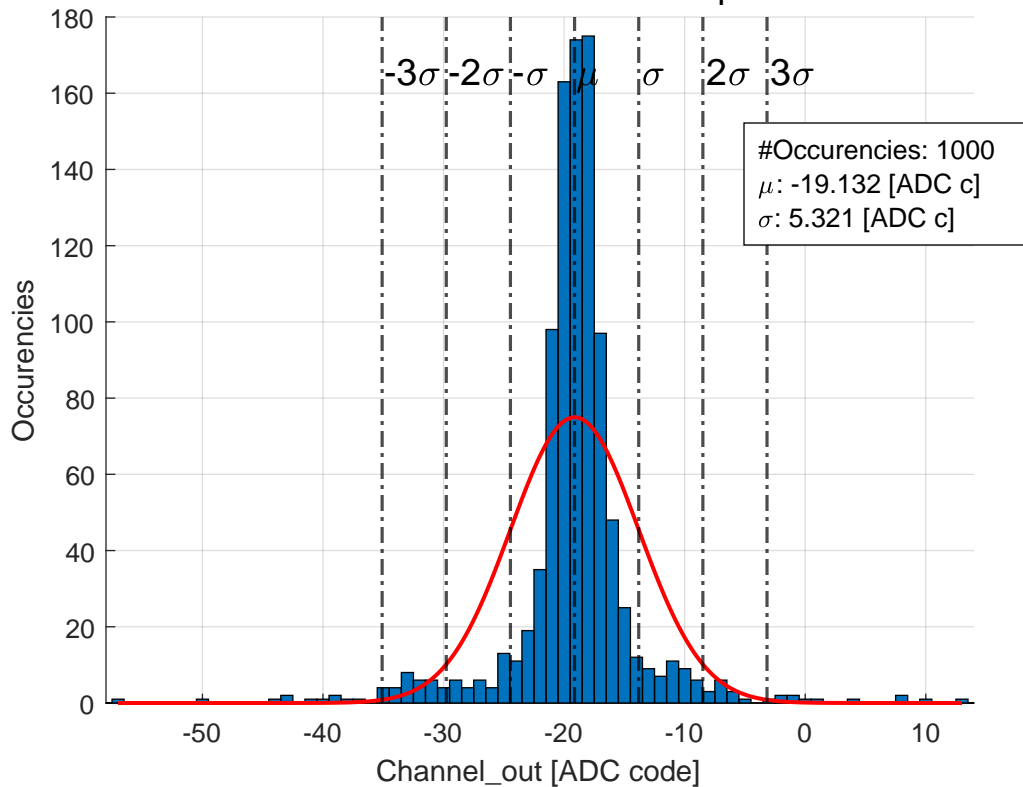 180
160
140
120
100
80
60
40
20
0
Occurencies
-3σ -2σ -σ μ σ 2σ 3σ
#Occurencies: 1000
μ: -19.132 [ADC c]
σ: 5.321 [ADC c]
-50 -40 -30 -20 -10 0 10
Channel_out [ADC code]